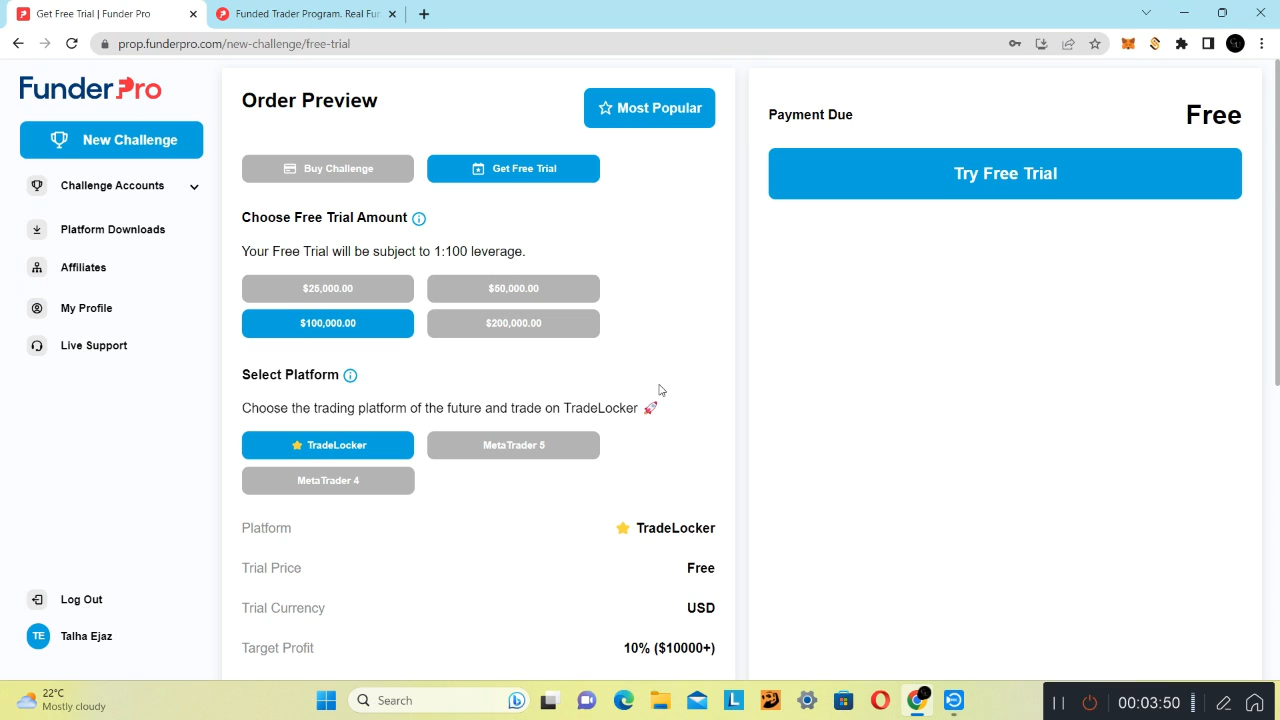 Get Free Trial | Funder Pro
Funded Trader Program. Real Fun
prop.funderpro.com/new-challenge/free-trial
FunderPro
New Challenge
Challenge Accounts
Platform Downloads
Affiliates
My Profile
Live Support
Log Out
TE Talha Ejaz
Order Preview
Most Popular
Buy Challenge
Get Free Trial
Choose Free Trial Amount
Your Free Trial will be subject to 1:100 leverage.
$25,000.00
$50,000.00
$100,000.00
$200,000.00
Select Platform
Choose the trading platform of the future and trade on TradeLocker 🚀
⭐ TradeLocker
MetaTrader 5
MetaTrader 4
Platform ⭐ TradeLocker
Trial Price Free
Trial Currency USD
Target Profit 10% ($10000+)
Payment Due Free
Try Free Trial
22°C
Mostly cloudy
Search
00:03:50